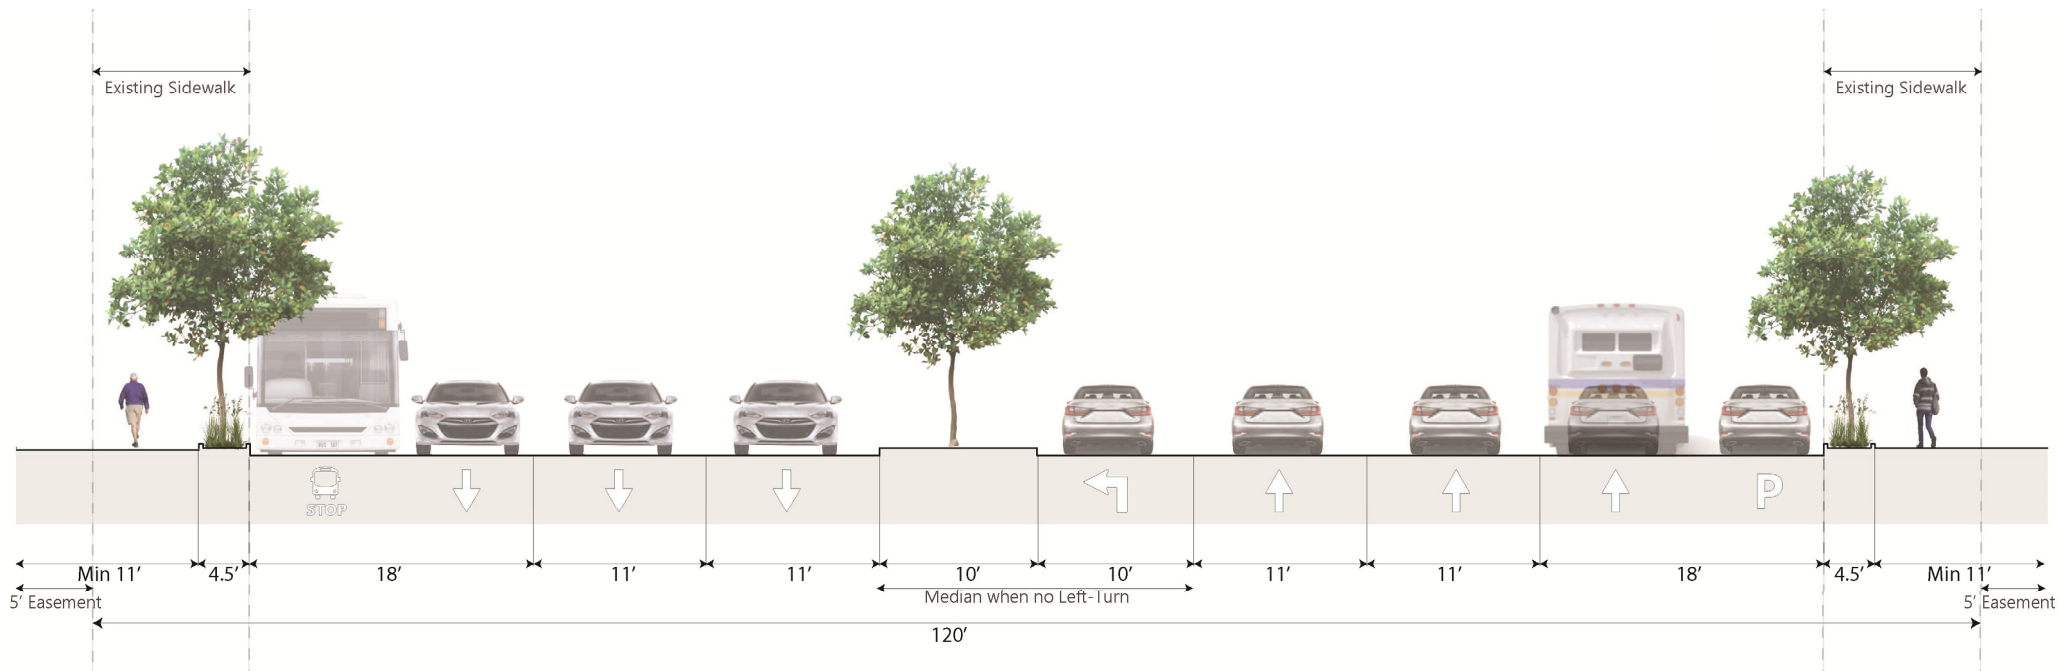 Existing Sidewalk
Existing Sidewalk
STOP
P
Min 11’
4.5’
18’
11’
11’
10’
10’
11’
11’
18’
4.5’
Min 11’
5’ Easement
Median when no Left-Turn
5’ Easement
120’